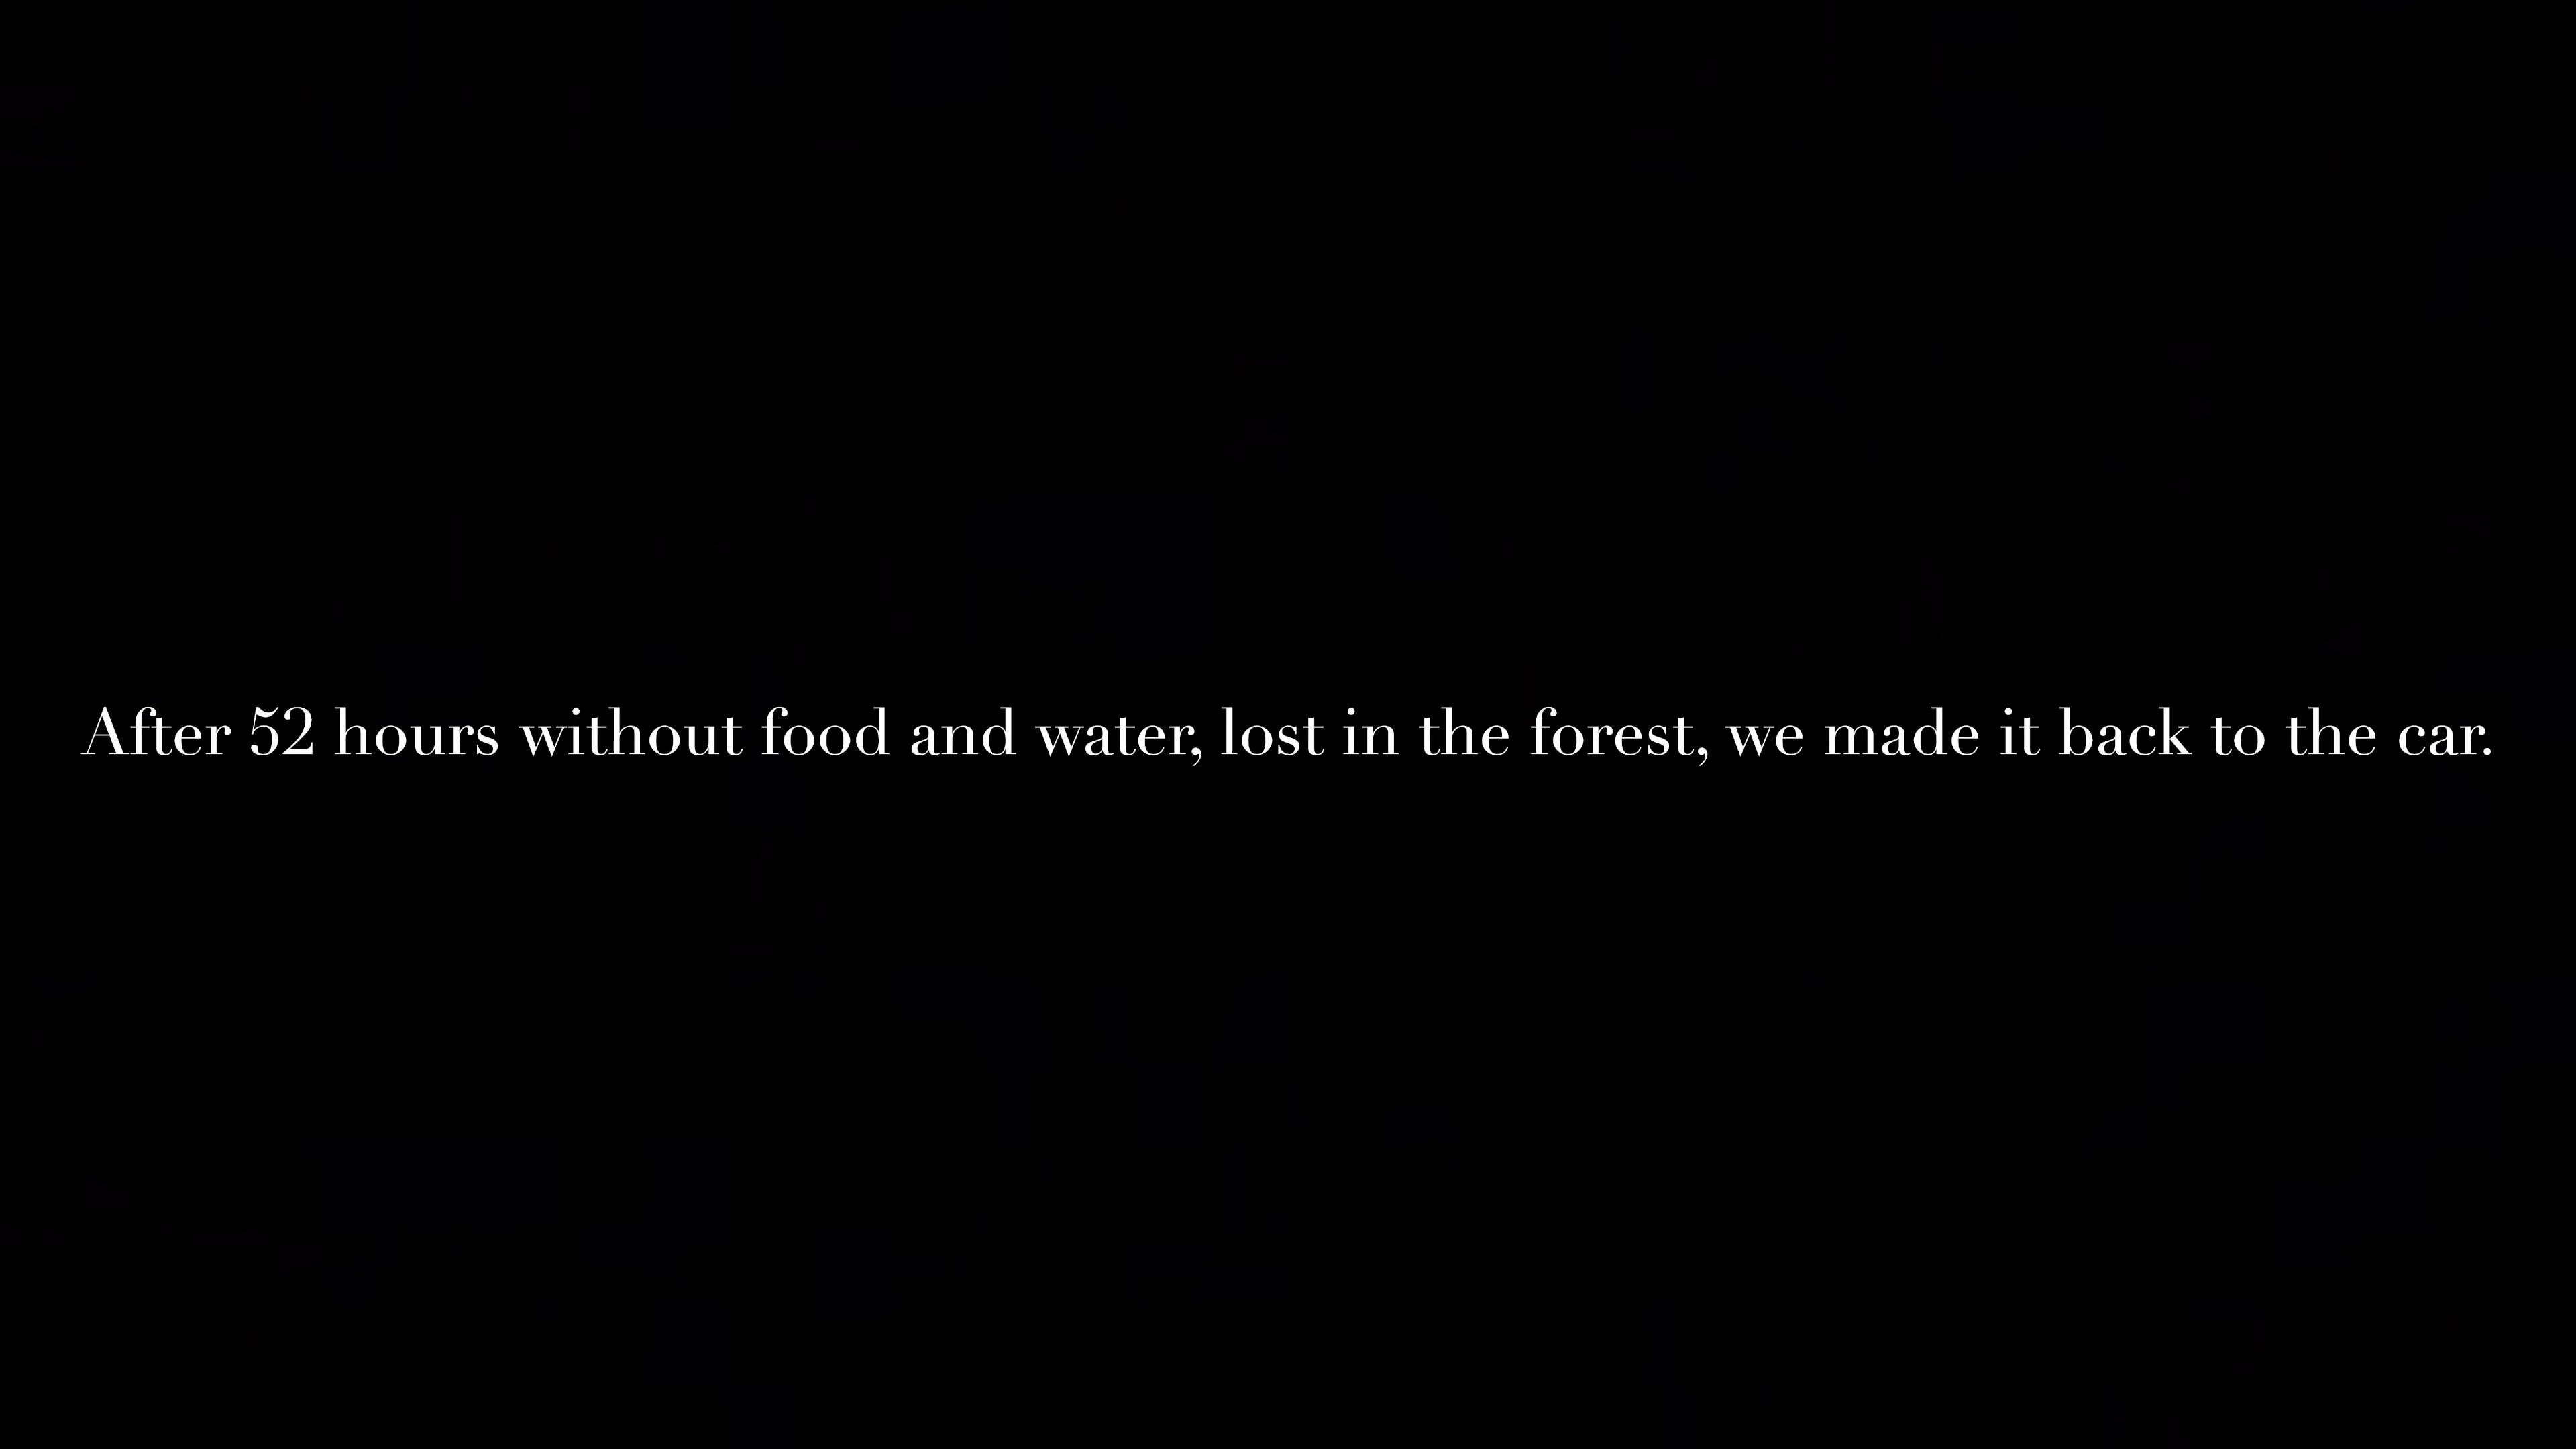 After 52 hours without food and water, lost in the forest, we made it back to the car.